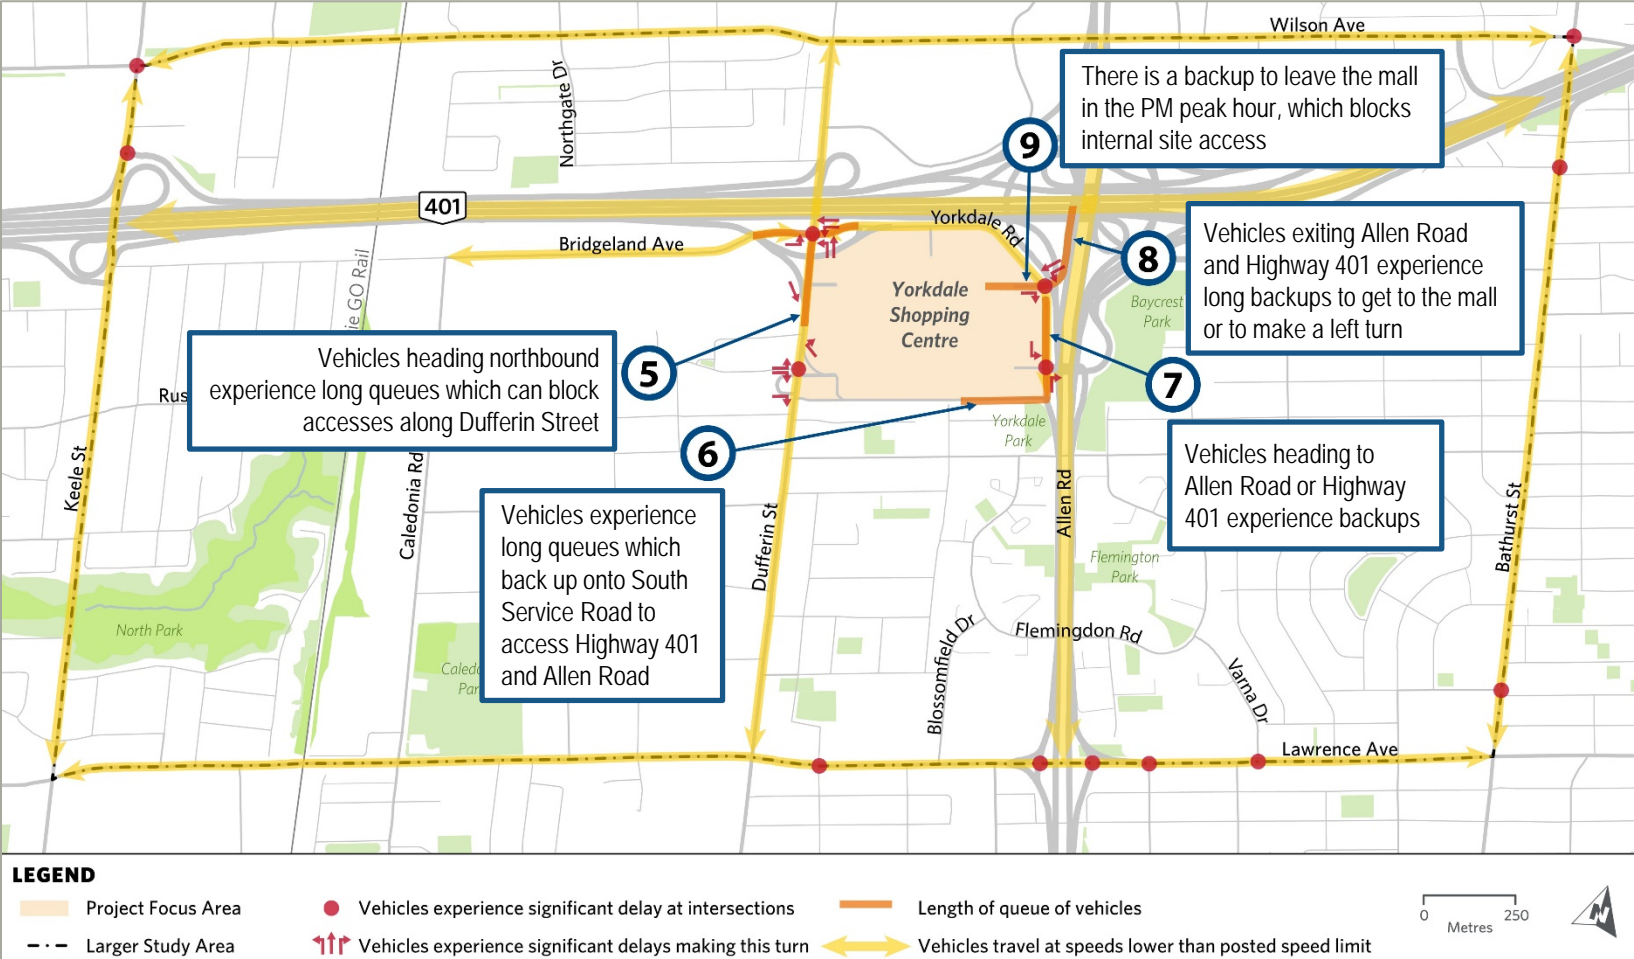 Wilson Ave
There is a backup to leave the mall
in the PM peak hour, which blocks
internal site access
9
Northgate Dr
401
Yorkdale Rd
Bridgeland Ave
8
Vehicles exiting Allen Road
and Highway 401 experience
long backups to get to the mall
or to make a left turn
ie GO Rail
Yorkdale
Shopping
Centre
Baycrest
Park
Vehicles heading northbound
experience long queues which can block
accesses along Dufferin Street
5
7
Rus
Yorkdale
Park
6
Vehicles heading to
Allen Road or Highway
401 experience backups
Keele St
Caledonia Rd
Vehicles experience
long queues which
back up onto South
Service Road to
access Highway 401
and Allen Road
Dufferin St
Allen Rd
Bathurst St
Flemington
Park
North Park
Blossomfield Dr
Flemingdon Rd
Varna Dr
Caledo
Par
Lawrence Ave
LEGEND
Project Focus Area
Vehicles experience significant delay at intersections
Length of queue of vehicles
Larger Study Area
Vehicles experience significant delays making this turn
Vehicles travel at speeds lower than posted speed limit
0 250
Metres
N